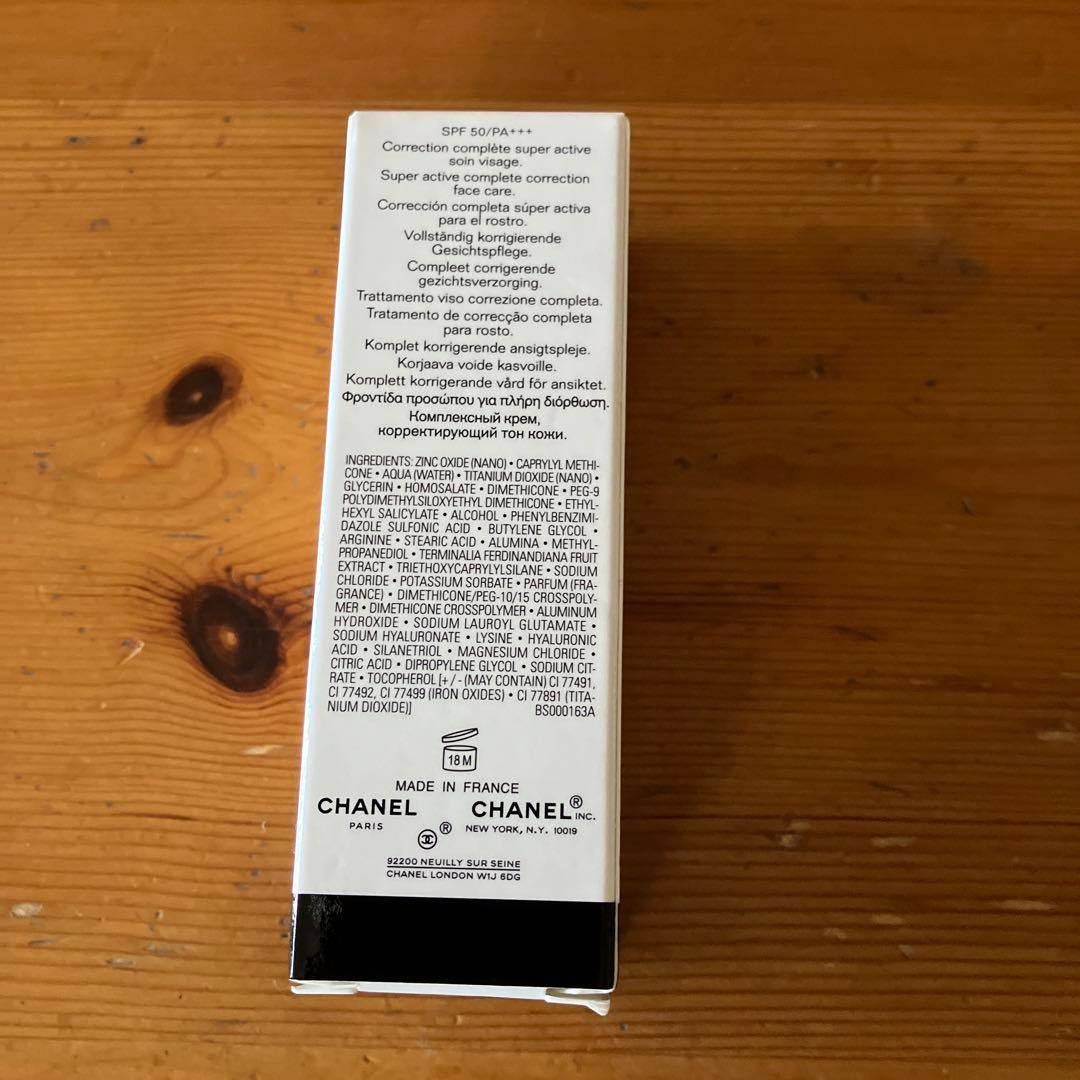 SPF 50/PA+++
Correction complète super active
soin visage.
Super active complete correction
face care.
Corrección completa súper activa
para el rostro.
Vollständig korrigierende
Gesichtspflege.
Compleet corrigerende
gezichtsverzorging.
Trattamento viso correzione completa.
Tratamento de correcção completa
para rosto.
Komplet korrigerende ansigtspleje.
Korjaava voide kasvoille.
Komplett korrigerande vård för ansiktet.
Φροντίδα προσώπου για πλήρη διόρθωση.
Комплексный крем,
корректирующий тон кожи.
INGREDIENTS: ZINC OXIDE (NANO) • CAPRYLYL METHI-
CONE • AQUA (WATER) • TITANIUM DIOXIDE (NANO) •
GLYCERIN • HOMOSALATE • DIMETHICONE • PEG-9
POLYDIMETHYLSILOXYETHYL DIMETHICONE • ETHYL-
HEXYL SALICYLATE • ALCOHOL • PHENYLBENZIMI-
DAZOLE SULFONIC ACID • BUTYLENE GLYCOL •
ARGININE • STEARIC ACID • ALUMINA • METHYL-
PROPANEDIOL • TERMINALIA FERDINANDIANA FRUIT
EXTRACT • TRIETHOXYCAPRYLYLSILANE • SODIUM
CHLORIDE • POTASSIUM SORBATE • PARFUM (FRA-
GRANCE) • DIMETHICONE/PEG-10/15 CROSSPOLY-
MER • DIMETHICONE CROSSPOLYMER • ALUMINUM
HYDROXIDE • SODIUM LAUROYL GLUTAMATE •
SODIUM HYALURONATE • LYSINE • HYALURONIC
ACID • SILANETRIOL • MAGNESIUM CHLORIDE •
CITRIC ACID • DIPROPYLENE GLYCOL • SODIUM CIT-
RATE • TOCOPHEROL [+/- (MAY CONTAIN) CI 77491,
CI 77492, CI 77499 (IRON OXIDES) • CI 77891 (TITA-
NIUM DIOXIDE)] BS000163A
18 M
MADE IN FRANCE
CHANEL CHANEL® INC.
PARIS ® NEW YORK, N.Y. 10019
92200 NEUILLY SUR SEINE
CHANEL LONDON W1J 6DG